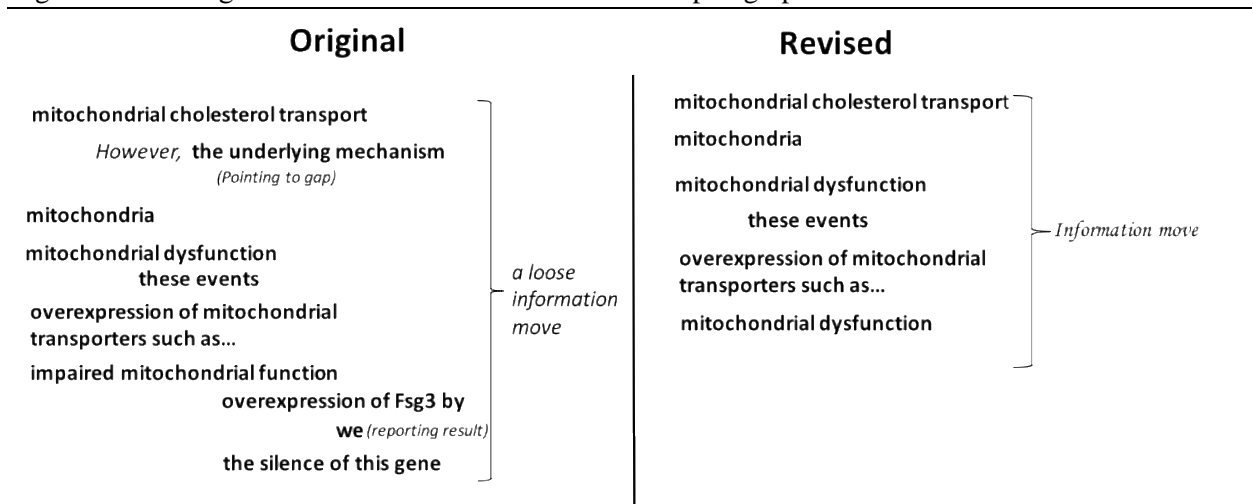 Original
mitochondrial cholesterol transport
However, the underlying mechanism
(Pointing to gap)
mitochondria
mitochondrial dysfunction
these events
overexpression of mitochondrial
transporters such as...
impaired mitochondrial function
overexpression of Fsg3 by
we (reporting result)
the silence of this gene
a loose
information
move
Revised
mitochondrial cholesterol transport
mitochondria
mitochondrial dysfunction
these events
overexpression of mitochondrial
transporters such as...
mitochondrial dysfunction
Information move